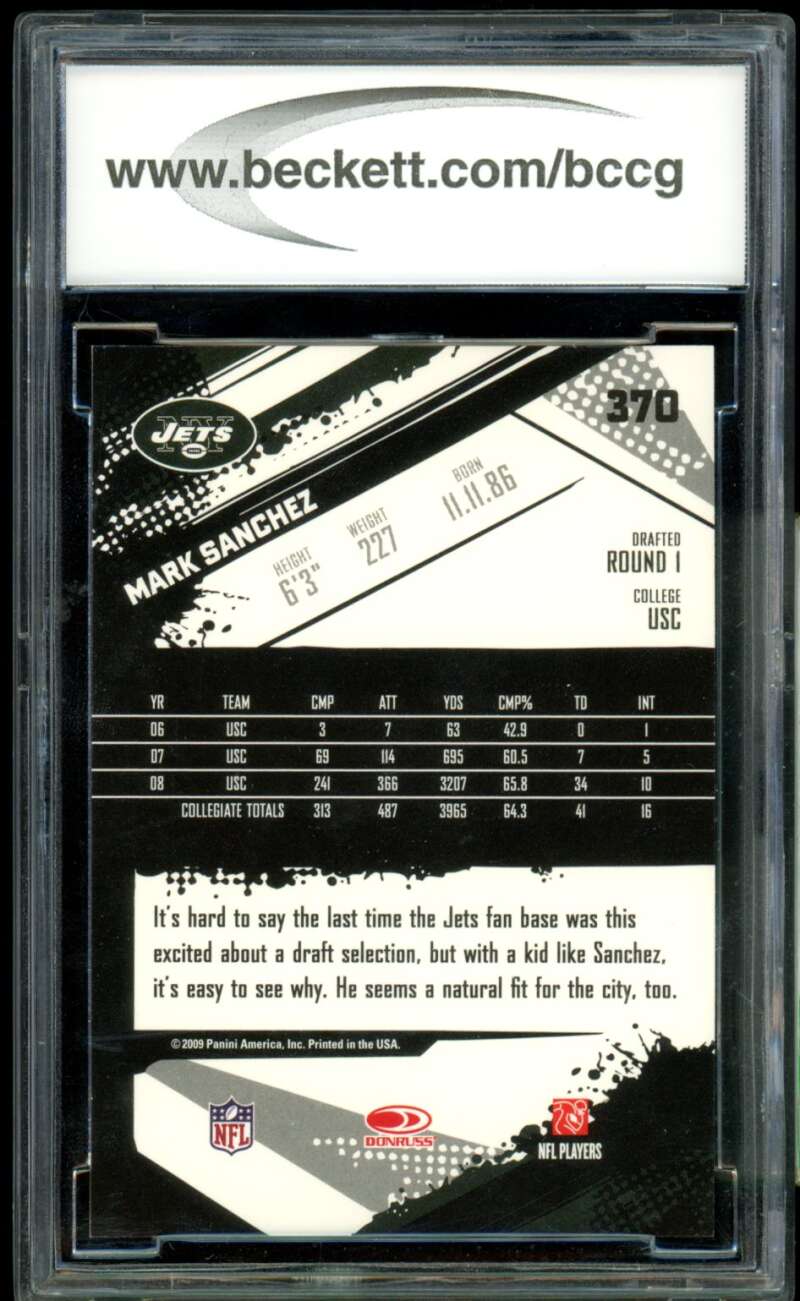 www.beckett.com/bccg
NY JETS
370
MARK SANCHEZ
HEIGHT
6'3"
WEIGHT
227
BORN
11.11.86
DRAFTED
ROUND 1
COLLEGE
USC
YR TEAM CMP ATT YDS CMP% TD INT
06 USC 3 7 63 42.9 0 1
07 USC 69 114 695 60.5 7 5
08 USC 241 366 3207 65.8 34 10
COLLEGIATE TOTALS 313 487 3965 64.3 41 16
It's hard to say the last time the Jets fan base was this
excited about a draft selection, but with a kid like Sanchez,
it's easy to see why. He seems a natural fit for the city, too.
© 2009 Panini America, Inc. Printed in the USA.
NFL
DONRUSS
NFL PLAYERS